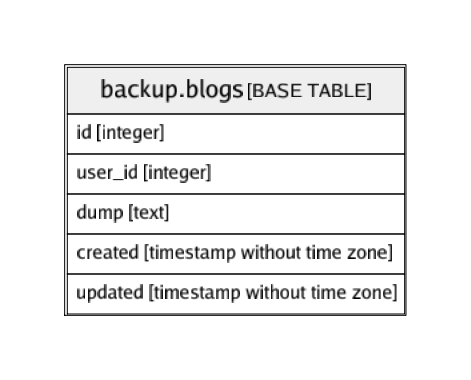 backup.blogs [BASE TABLE]
id [integer]
user_id [integer]
dump [text]
created [timestamp without time zone]
updated [timestamp without time zone]